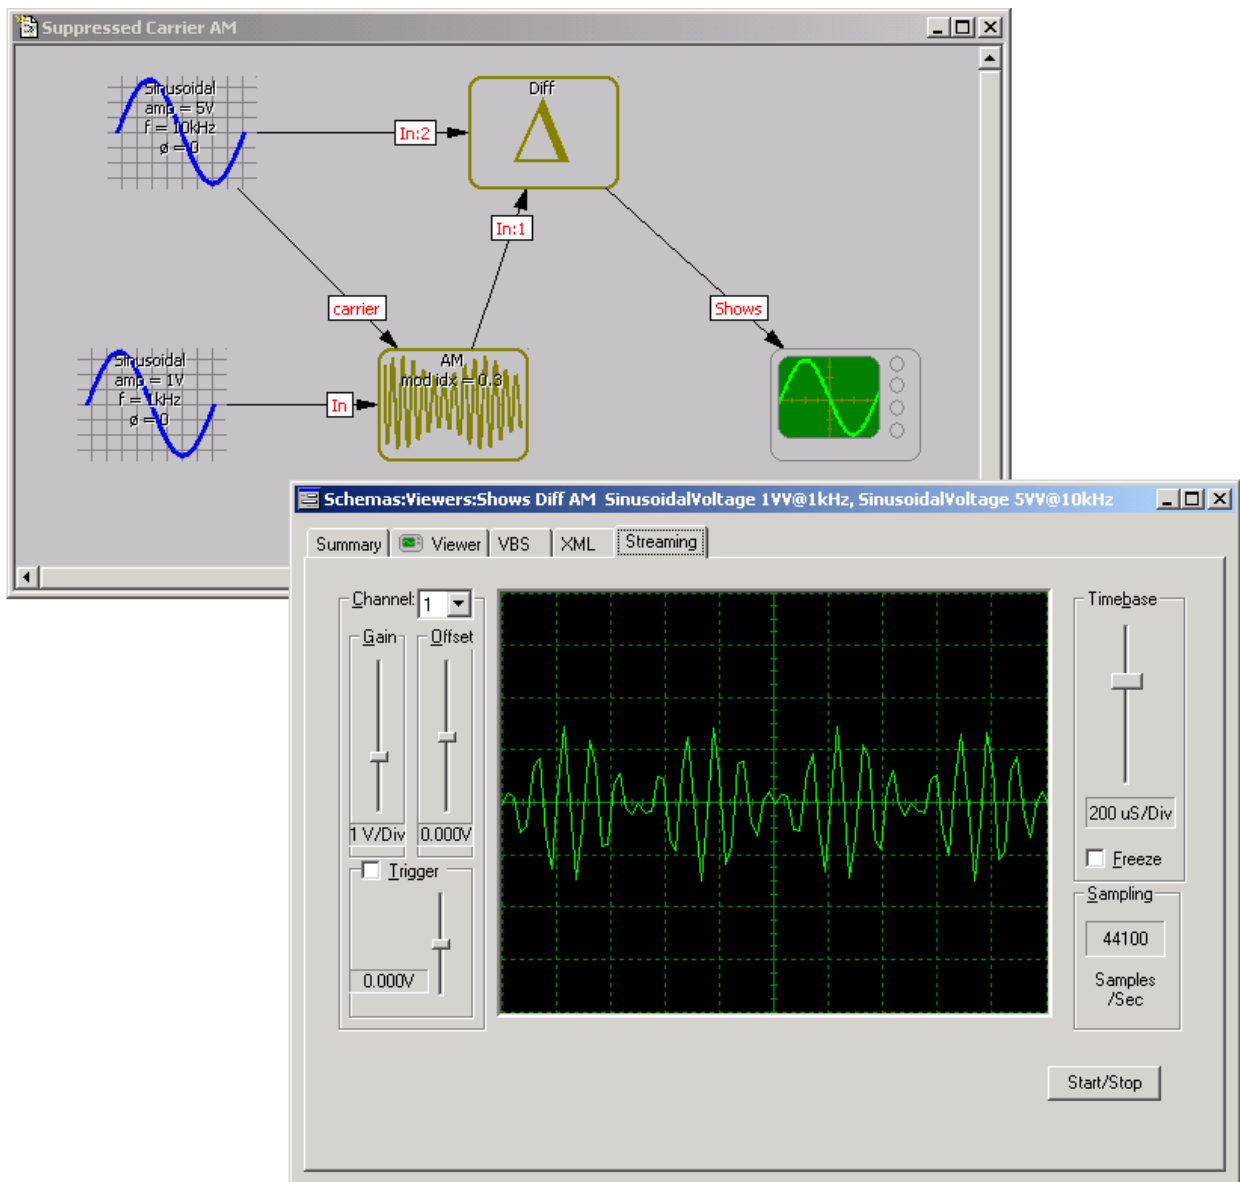 Suppressed Carrier AM
Sinusoidal
amp = 5V
f = 10kHz
ø = 0
In:2
Diff
In:1
carrier
Shows
Sinusoidal
amp = 1V
f = 1kHz
ø = 0
In
AM
mod idx = 0.3
Schemas:Viewers:Shows Diff AM  SinusoidalVoltage 1VV@1kHz, SinusoidalVoltage 5VV@10kHz
Summary
Viewer
VBS
XML
Streaming
Channel: 1
Gain
Offset
1 V/Div
0.000V
Trigger
0.000V
Timebase
200 uS/Div
Freeze
Sampling
44100
Samples
/Sec
Start/Stop